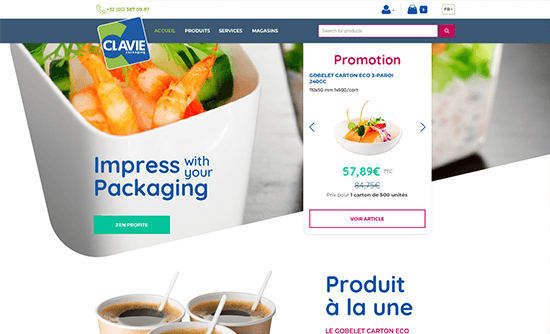 +32 (0)2 387 09 87
0
FR
CLAVIE
packaging
ACCUEIL PRODUITS SERVICES MAGASINS
Search for products
Promotion
GOBELET CARTON ECO 3-PAROI
240CC
110x50 mm 1x500/cart
57,89€ TTC
84,75€
Prix pour 1 carton de 500 unités
VOIR ARTICLE
Impress with your Packaging
J'EN PROFITE
Produit
à la une
LE GOBELET CARTON ECO